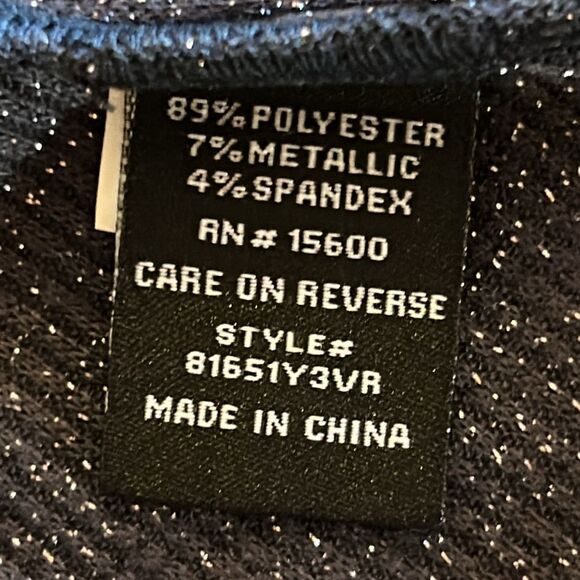 89% POLYESTER
7% METALLIC
4% SPANDEX
RN# 15600
CARE ON REVERSE
STYLE#
81651Y3VR
MADE IN CHINA